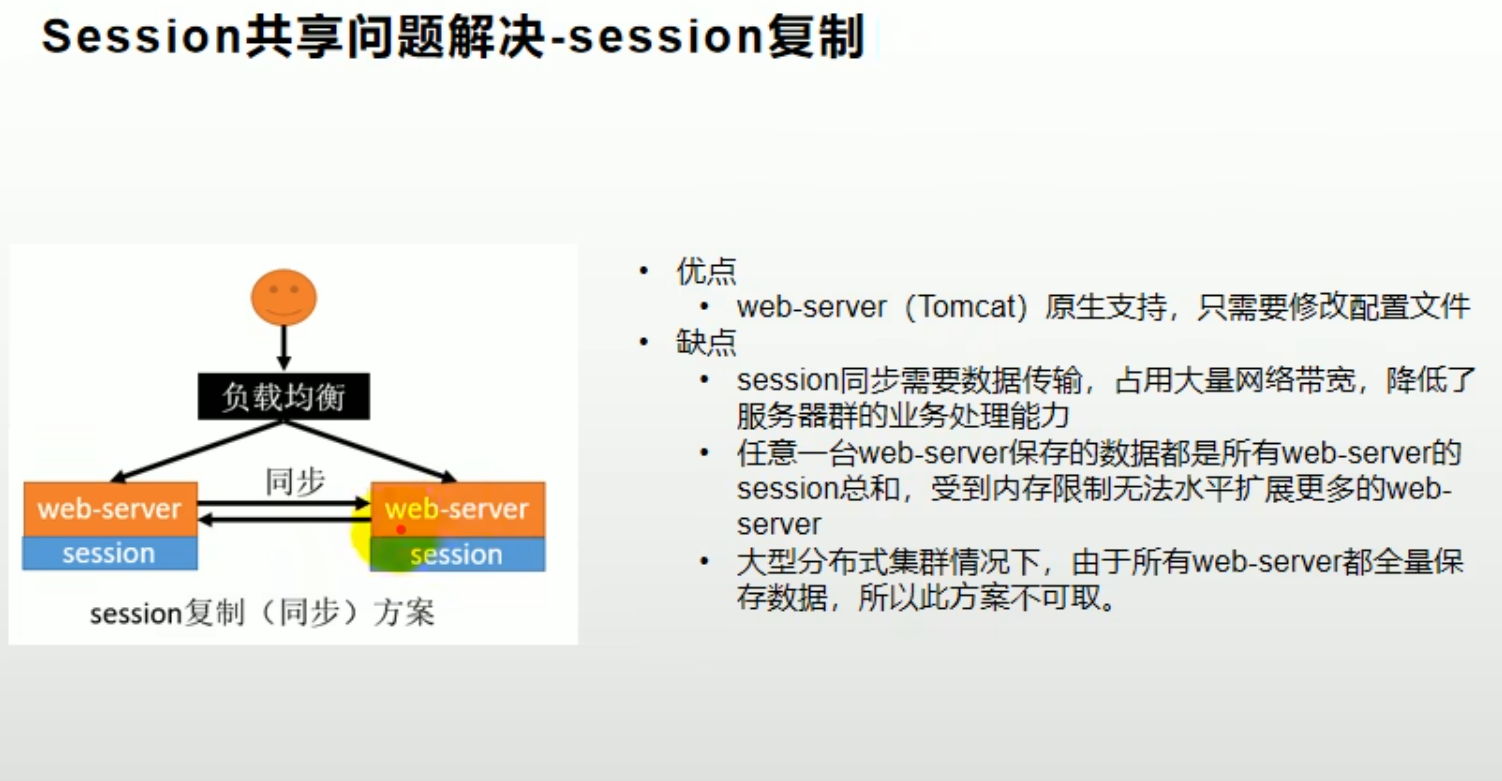 Session共享问题解决-session复制
负载均衡
同步
web-server
web-server
session
session
session复制（同步）方案
• 优点
• web-server（Tomcat）原生支持，只需要修改配置文件
• 缺点
• session同步需要数据传输，占用大量网络带宽，降低了
服务器群的业务处理能力
• 任意一台web-server保存的数据都是所有web-server的
session总和，受到内存限制无法水平扩展更多的web-
server
• 大型分布式集群情况下，由于所有web-server都全量保
存数据，所以此方案不可取。